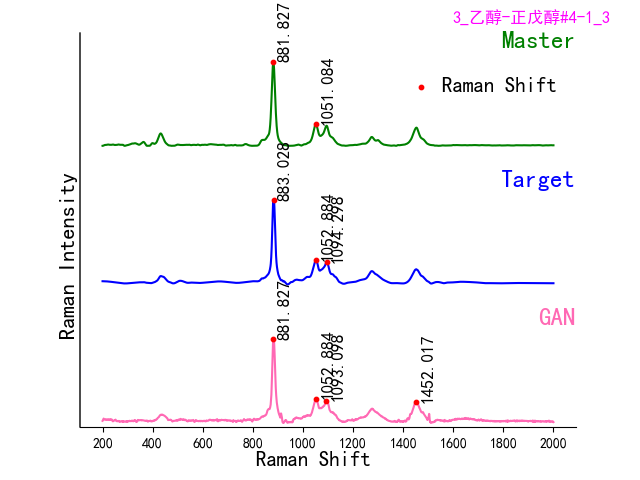 3_乙醇-正戊醇#4-1_3
Master
881.827
1051.084
Raman Shift
Target
883.028
1052.884
1094.298
GAN
881.827
1052.884
1093.098
1452.017
Raman Intensity
200 400 600 800 1000 1200 1400 1600 1800 2000
Raman Shift